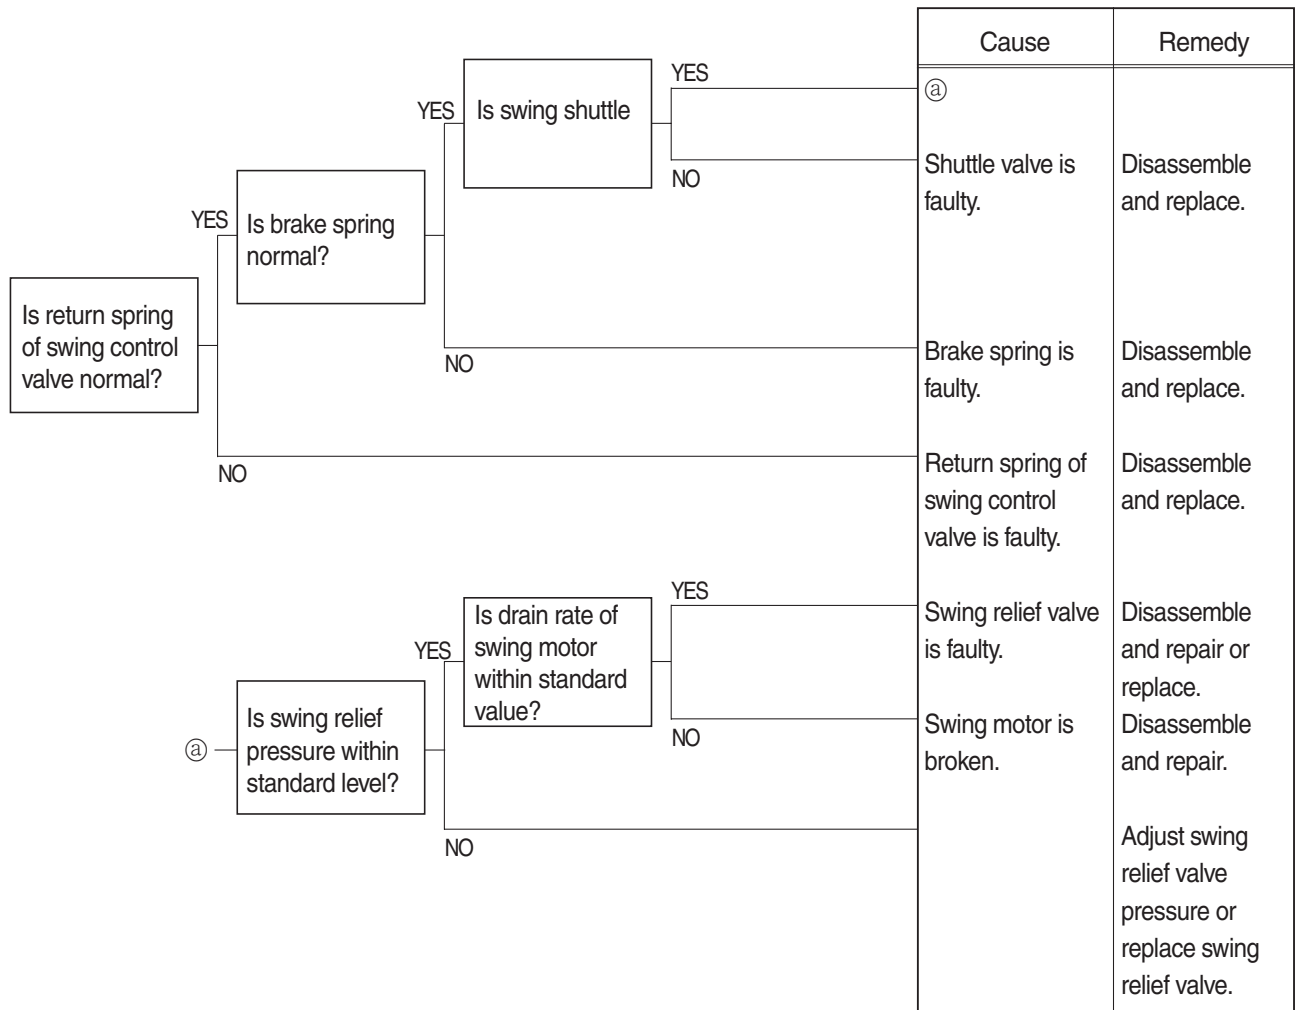 Cause
Remedy
YES
ⓐ
YES
Is swing shuttle
NO
Shuttle valve is
faulty.
Disassemble
and replace.
YES
Is brake spring
normal?
Is return spring
of swing control
valve normal?
NO
Brake spring is
faulty.
Disassemble
and replace.
NO
Return spring of
swing control
valve is faulty.
Disassemble
and replace.
YES
Swing relief valve
is faulty.
Disassemble
and repair or
replace.
YES
Is drain rate of
swing motor
within standard
value?
NO
Swing motor is
broken.
Disassemble
and repair.
ⓐ
Is swing relief
pressure within
standard level?
NO
Adjust swing
relief valve
pressure or
replace swing
relief valve.